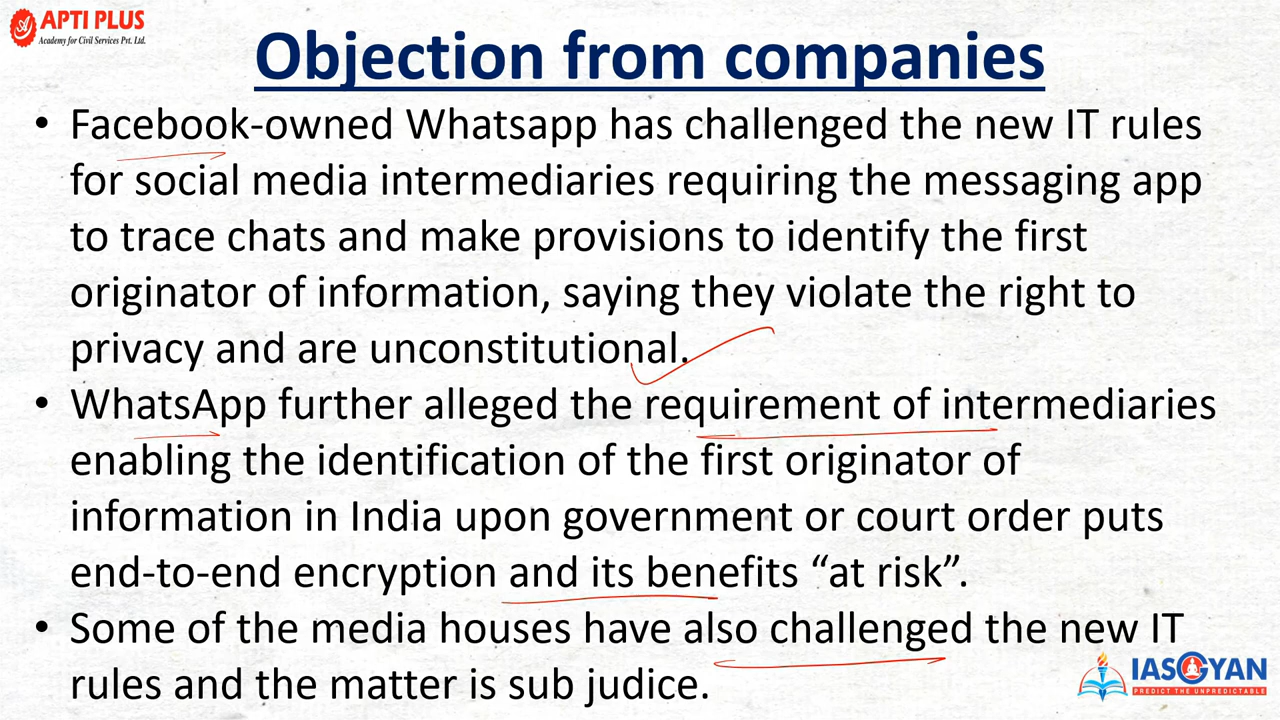 APTI PLUS
Academy for Civil Services Pvt. Ltd.
Objection from companies
• Facebook-owned Whatsapp has challenged the new IT rules
for social media intermediaries requiring the messaging app
to trace chats and make provisions to identify the first
originator of information, saying they violate the right to
privacy and are unconstitutional.
• WhatsApp further alleged the requirement of intermediaries
enabling the identification of the first originator of
information in India upon government or court order puts
end-to-end encryption and its benefits “at risk”.
• Some of the media houses have also challenged the new IT
rules and the matter is sub judice.
IASGYAN
PREDICT THE UNPREDICTABLE